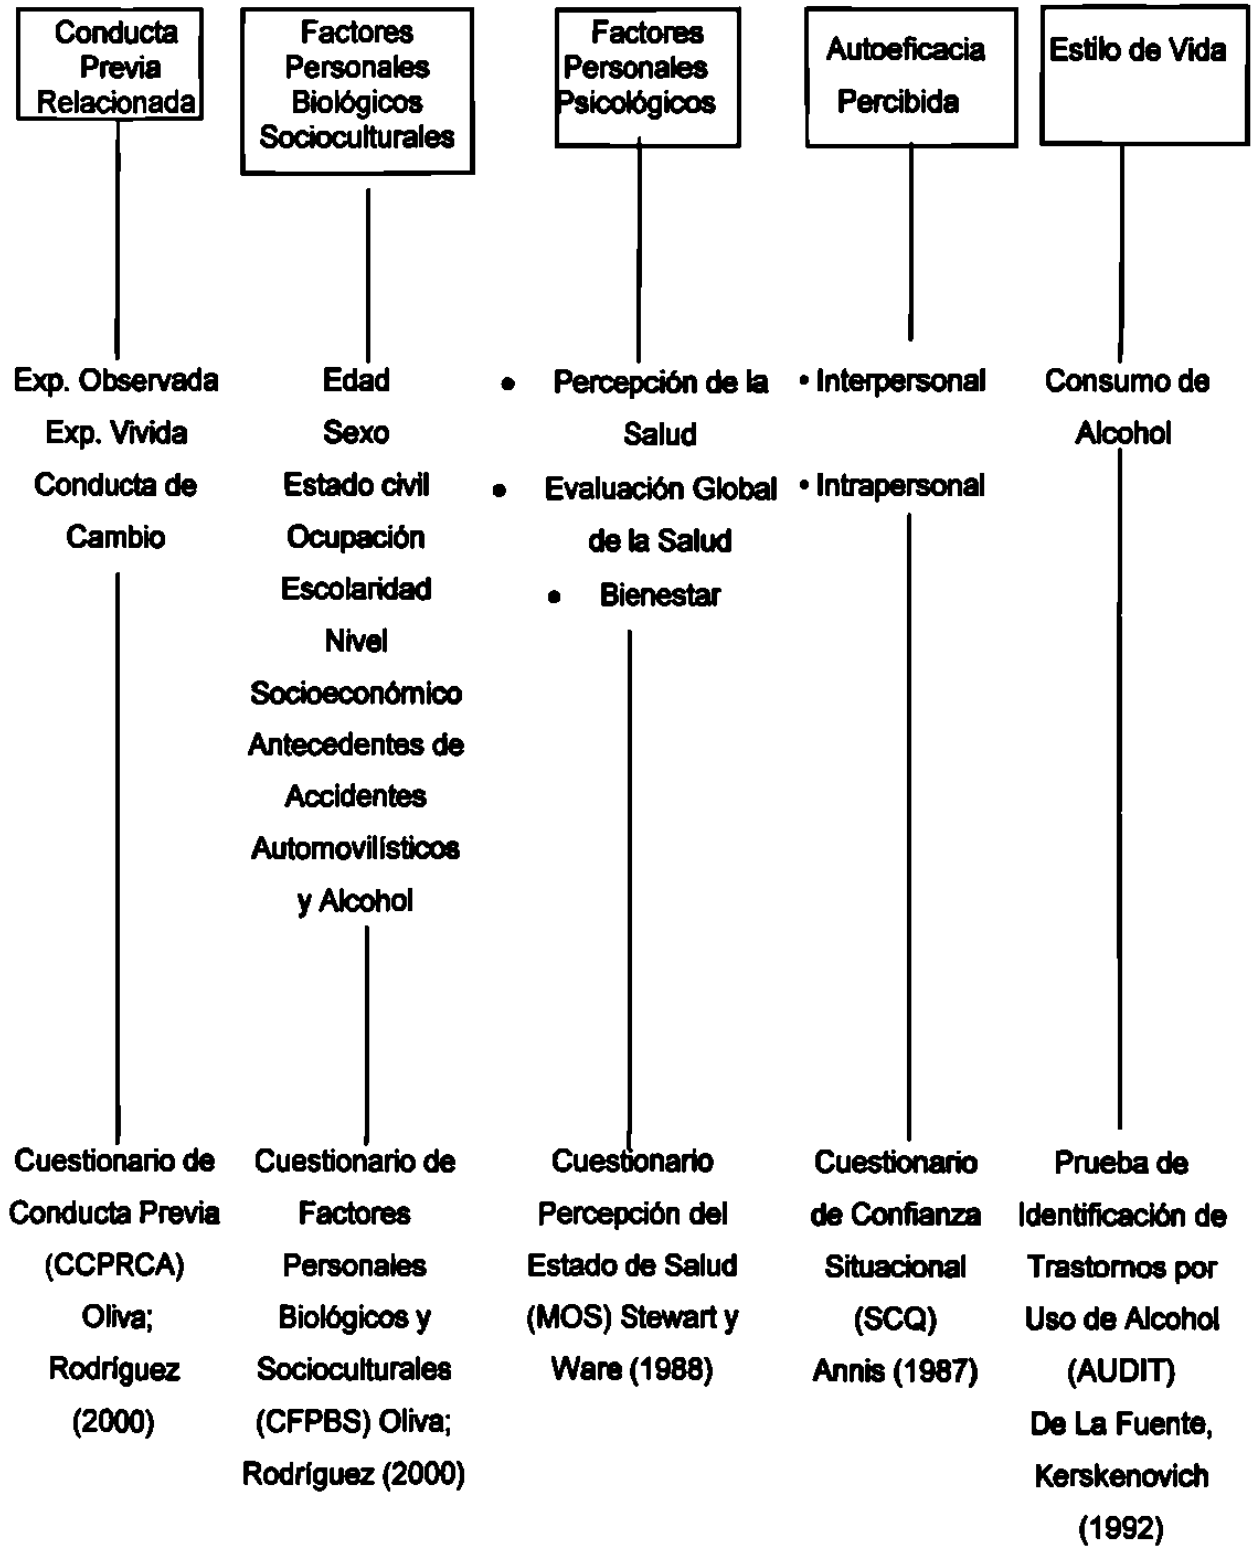 Conducta
Previa
Relacionada
Factores
Personales
Biológicos
Socioculturales
Factores
Personales
Psicológicos
Autoeficacia
Percibida
Estilo de Vida
Exp. Observada
Exp. Vivida
Conducta de
Cambio
Edad
Sexo
Estado civil
Ocupación
Escolaridad
Nivel
Socioeconómico
Antecedentes de
Accidentes
Automovilísticos
y Alcohol
• Percepción de la
Salud
• Evaluación Global
de la Salud
• Bienestar
• Interpersonal
• Intrapersonal
Consumo de
Alcohol
Cuestionario de
Conducta Previa
(CCPRCA)
Oliva;
Rodríguez
(2000)
Cuestionario de
Factores
Personales
Biológicos y
Socioculturales
(CFPBS) Oliva;
Rodríguez (2000)
Cuestionario
Percepción del
Estado de Salud
(MOS) Stewart y
Ware (1988)
Cuestionario
de Confianza
Situacional
(SCQ)
Annis (1987)
Prueba de
Identificación de
Trastornos por
Uso de Alcohol
(AUDIT)
De La Fuente,
Kerskenovich
(1992)